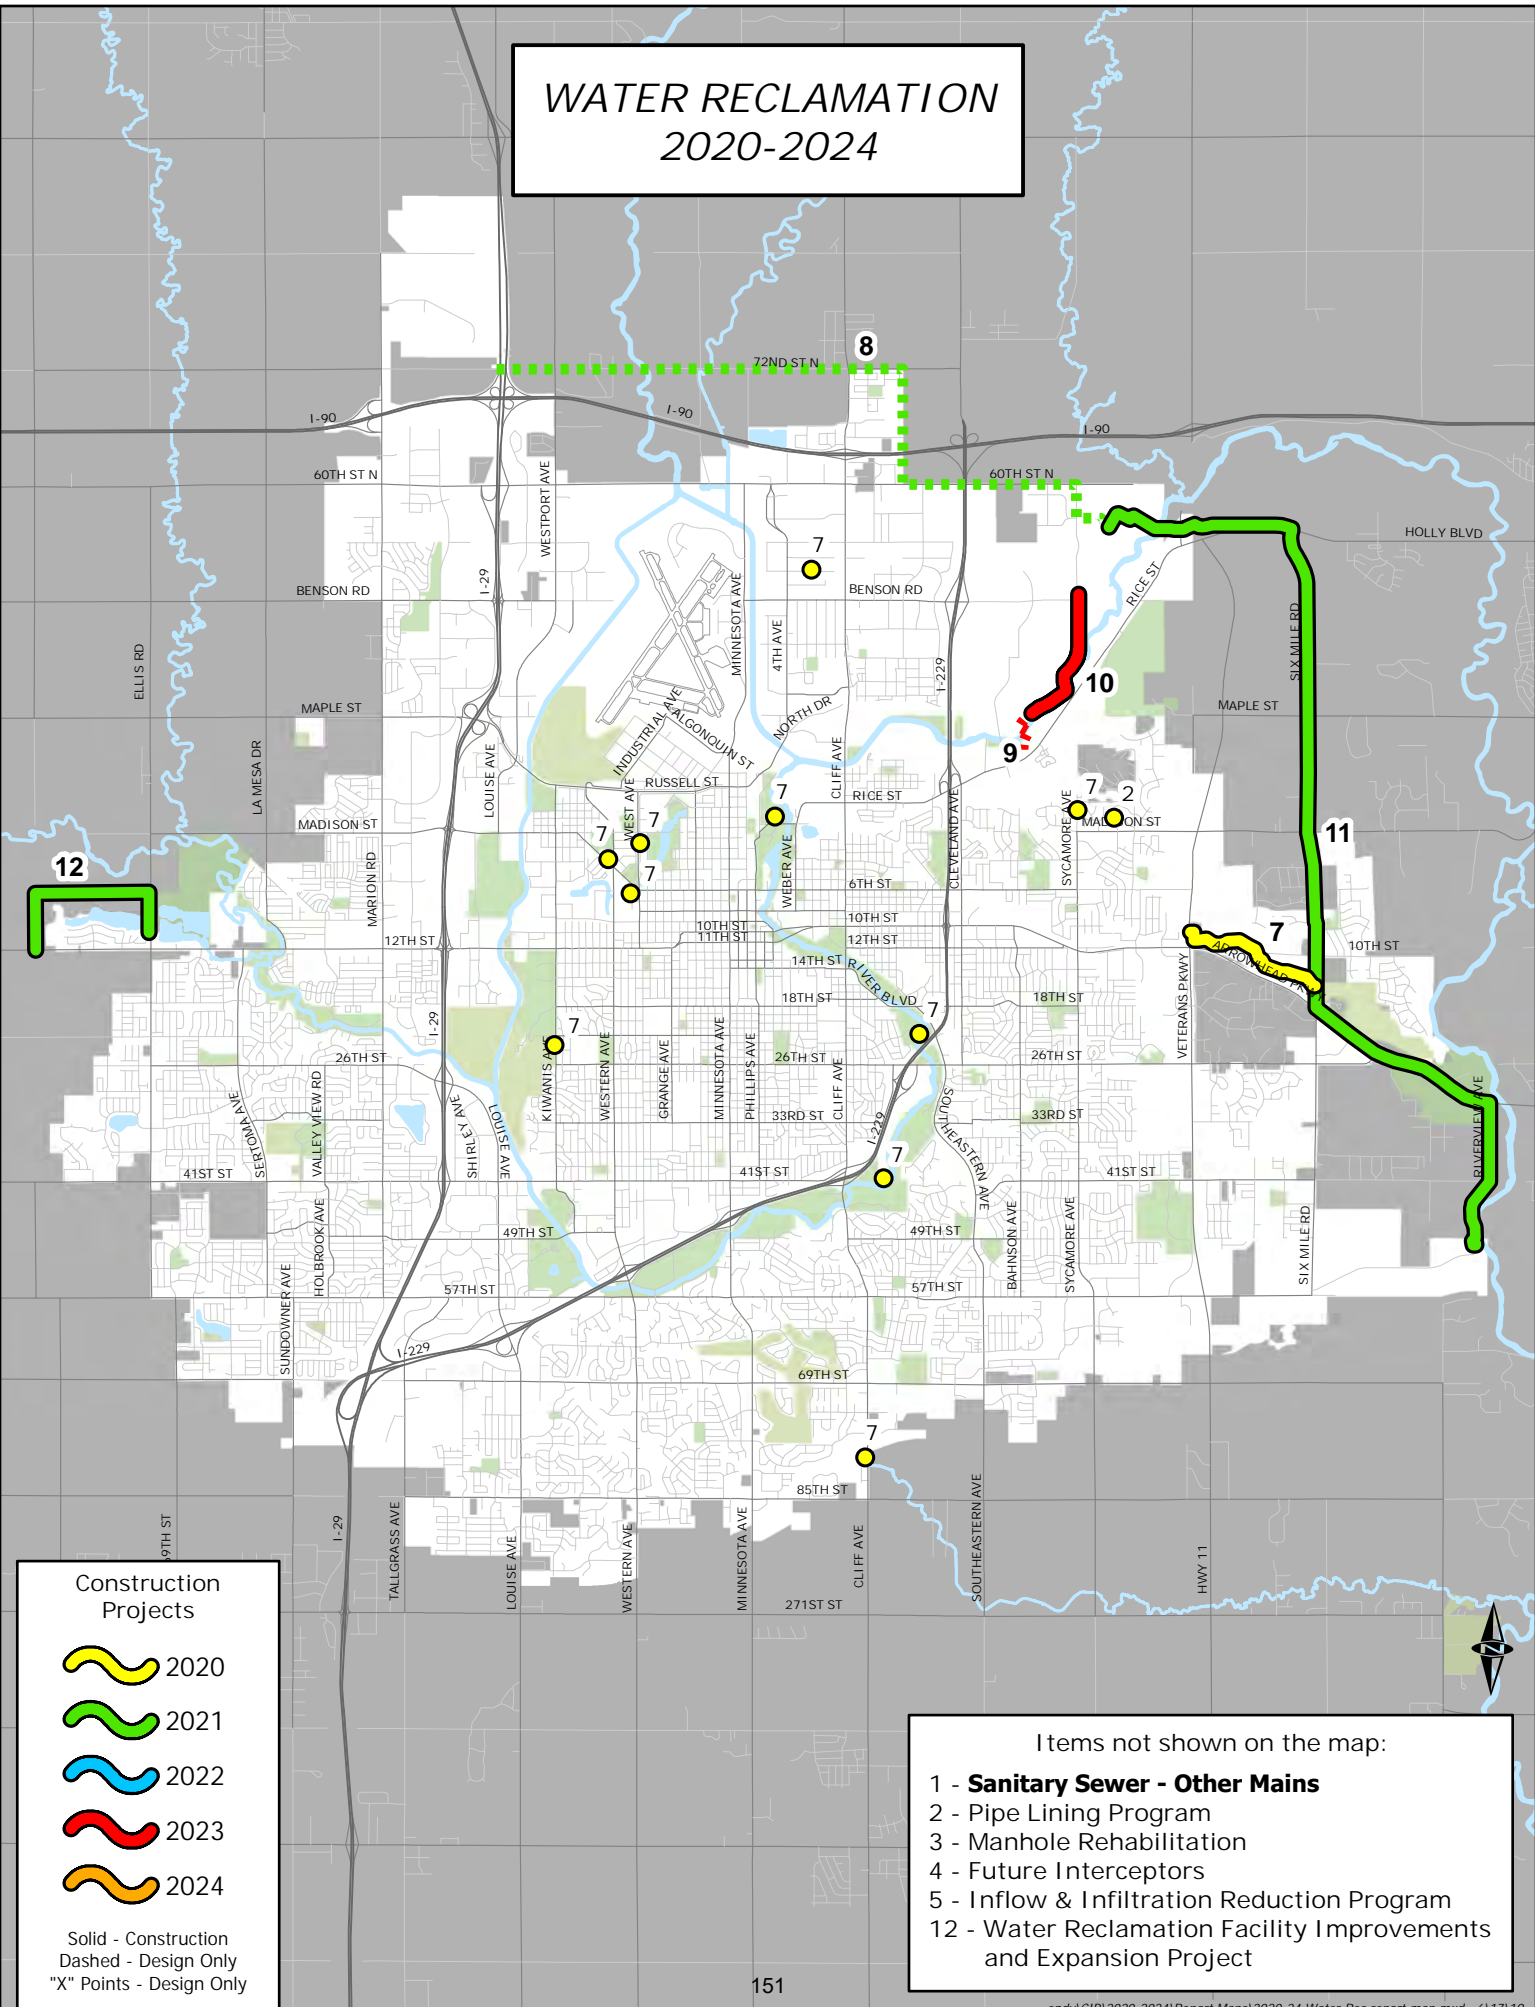 WATER RECLAMATION
2020-2024
8
72ND ST N
I-90
I-90
I-90
60TH ST N
60TH ST N
WESTPORT AVE
HOLLY BLVD
7
I-29
BENSON RD
BENSON RD
RICE ST
MINNESOTA AVE
4TH AVE
ELLIS RD
SIX MILE RD
I-229
10
MAPLE ST
MAPLE ST
INDUSTRIAL AVE
ALGONQUIN ST
NORTH DR
9
LA MESA DR
LOUISE AVE
CLIFF AVE
RUSSELL ST
7
RICE ST
7
2
MADISON ST
WEST AVE
7
7
CLEVELAND AVE
SYCAMORE AVE
MADISON ST
11
12
MARION RD
7
WEBER AVE
6TH ST
10TH ST
11TH ST
10TH ST
12TH ST
12TH ST
7
10TH ST
ARROWHEAD PKWY
14TH ST
RIVER BLVD
VETERANS PKWY
18TH ST
18TH ST
I-29
7
7
26TH ST
KIWANIS AVE
WESTERN AVE
GRANGE AVE
MINNESOTA AVE
PHILLIPS AVE
26TH ST
CLIFF AVE
26TH ST
SERTOMA AVE
VALLEY VIEW RD
SHIRLEY AVE
LOUISE AVE
33RD ST
I-229
SOUTHEASTERN AVE
33RD ST
RIVERVIEW AVE
41ST ST
41ST ST
7
41ST ST
HOLBROOK AVE
49TH ST
49TH ST
BAHNSON AVE
SYCAMORE AVE
SIX MILE RD
SUNDOWNER AVE
57TH ST
57TH ST
I-229
69TH ST
7
85TH ST
I-29
TALLGRASS AVE
LOUISE AVE
WESTERN AVE
MINNESOTA AVE
CLIFF AVE
SOUTHEASTERN AVE
HWY 11
271ST ST
Construction
Projects
2020
2021
2022
2023
2024
Solid - Construction
Dashed - Design Only
"X" Points - Design Only
N
Items not shown on the map:
1 - Sanitary Sewer - Other Mains
2 - Pipe Lining Program
3 - Manhole Rehabilitation
4 - Future Interceptors
5 - Inflow & Infiltration Reduction Program
12 - Water Reclamation Facility Improvements
and Expansion Project
151